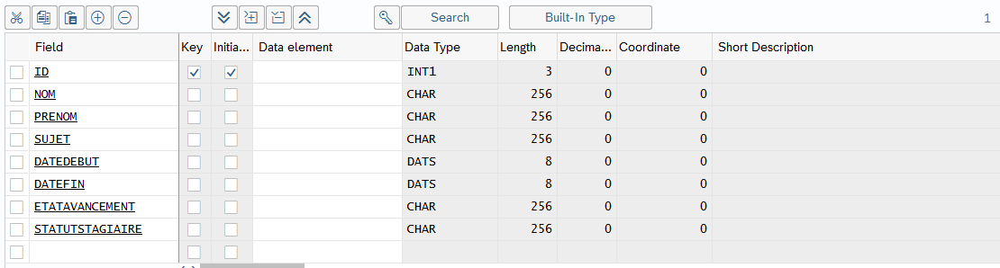 Search Built-In Type 1
Field Key Initia... Data element Data Type Length Decima... Coordinate Short Description
ID INT1 3 0 0
NOM CHAR 256 0 0
PRENOM CHAR 256 0 0
SUJET CHAR 256 0 0
DATEDEBUT DATS 8 0 0
DATEFIN DATS 8 0 0
ETATAVANCEMENT CHAR 256 0 0
STATUTSTAGIAIRE CHAR 256 0 0